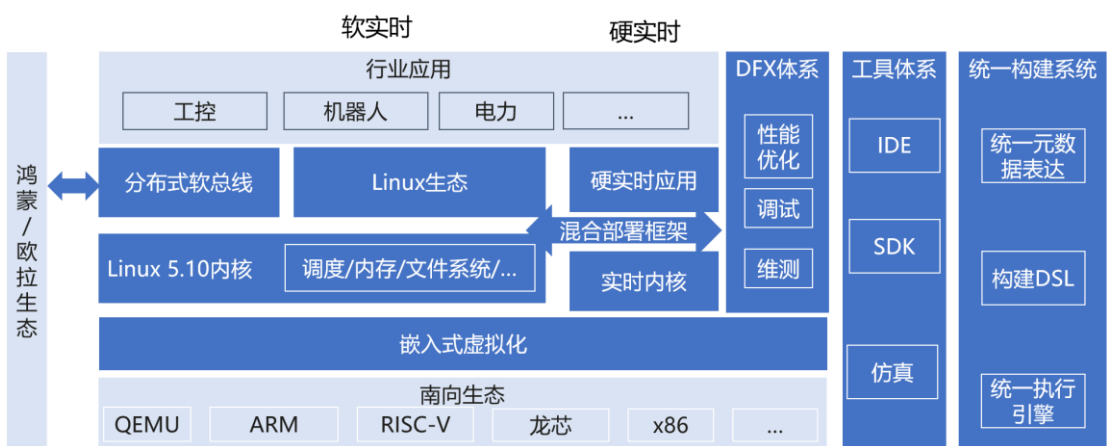 软实时
硬实时
鸿
蒙
/
欧
拉
生
态
行业应用
工控
机器人
电力
...
分布式软总线
Linux生态
硬实时应用
混合部署框架
Linux 5.10内核
调度/内存/文件系统/...
实时内核
嵌入式虚拟化
南向生态
QEMU
ARM
RISC-V
龙芯
x86
...
DFX体系
性能
优化
调试
维测
工具体系
IDE
SDK
仿真
统一构建系统
统一元数
据表达
构建DSL
统一执行
引擎